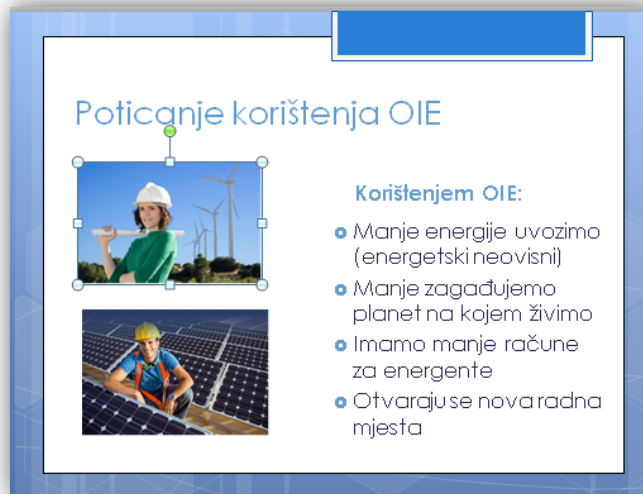 Poticanje korištenja OIE
Korištenjem OIE:
Manje energije uvozimo
(energetski neovisni)
Manje zagađujemo
planet na kojem živimo
Imamo manje račune
za energente
Otvaraju se nova radna
mjesta